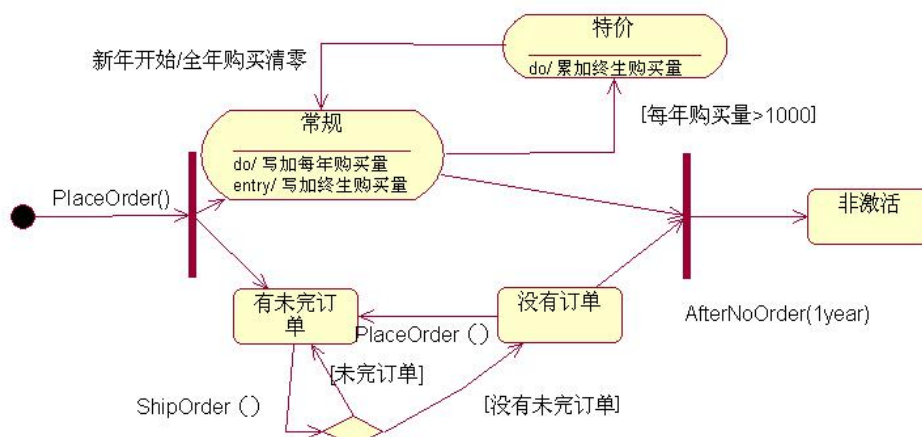 特价
do/ 累加终生购买量
新年开始/全年购买清零
[每年购买量>1000]
常规
do/ 写加每年购买量
entry/ 写加终生购买量
PlaceOrder()
非激活
有未完订
单
没有订单
AfterNoOrder(1year)
PlaceOrder ()
[未完订单]
ShipOrder ()
[没有未完订单]